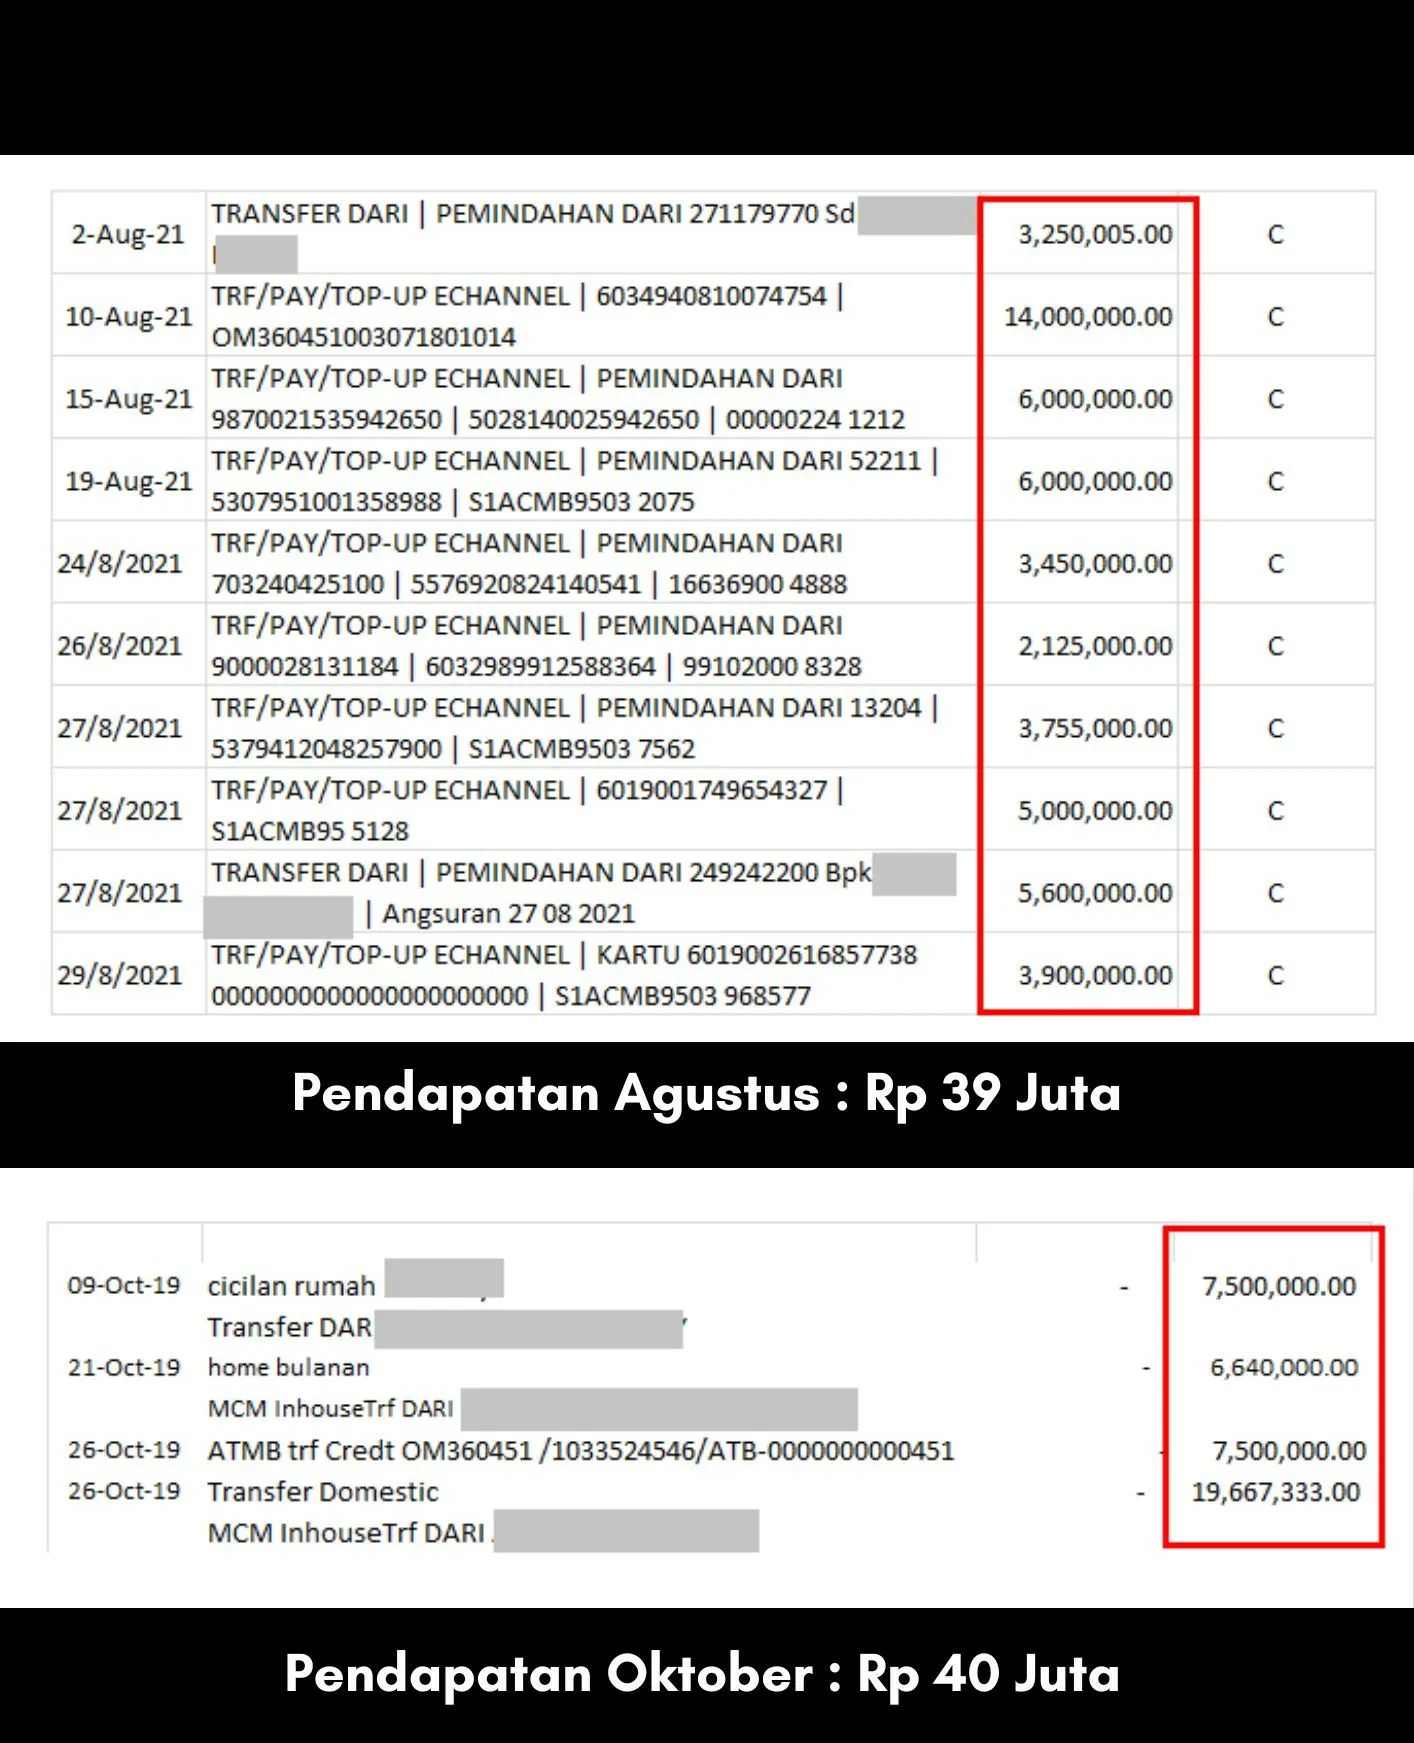 2-Aug-21 TRANSFER DARI | PEMINDAHAN DARI 271179770 Sd 3,250,005.00 C
10-Aug-21 TRF/PAY/TOP-UP ECHANNEL | 6034940810074754 | 14,000,000.00 C
OM360451003071801014
15-Aug-21 TRF/PAY/TOP-UP ECHANNEL | PEMINDAHAN DARI 6,000,000.00 C
9870021535942650 | 5028140025942650 | 00000224 1212
19-Aug-21 TRF/PAY/TOP-UP ECHANNEL | PEMINDAHAN DARI 52211 | 6,000,000.00 C
5307951001358988 | S1ACMB9503 2075
24/8/2021 TRF/PAY/TOP-UP ECHANNEL | PEMINDAHAN DARI 3,450,000.00 C
703240425100 | 5576920824140541 | 16636900 4888
26/8/2021 TRF/PAY/TOP-UP ECHANNEL | PEMINDAHAN DARI 2,125,000.00 C
9000028131184 | 6032989912588364 | 99102000 8328
27/8/2021 TRF/PAY/TOP-UP ECHANNEL | PEMINDAHAN DARI 13204 | 3,755,000.00 C
5379412048257900 | S1ACMB9503 7562
27/8/2021 TRF/PAY/TOP-UP ECHANNEL | 6019001749654327 | 5,000,000.00 C
S1ACMB95 5128
27/8/2021 TRANSFER DARI | PEMINDAHAN DARI 249242200 Bpk 5,600,000.00 C
| Angsuran 27 08 2021
29/8/2021 TRF/PAY/TOP-UP ECHANNEL | KARTU 6019002616857738 3,900,000.00 C
0000000000000000000000 | S1ACMB9503 968577
Pendapatan Agustus : Rp 39 Juta
09-Oct-19 cicilan rumah - 7,500,000.00
Transfer DAR
21-Oct-19 home bulanan - 6,640,000.00
MCM InhouseTrf DARI
26-Oct-19 ATMB trf Credt OM360451 /1033524546/ATB-0000000000451 - 7,500,000.00
26-Oct-19 Transfer Domestic - 19,667,333.00
MCM InhouseTrf DARI
Pendapatan Oktober : Rp 40 Juta